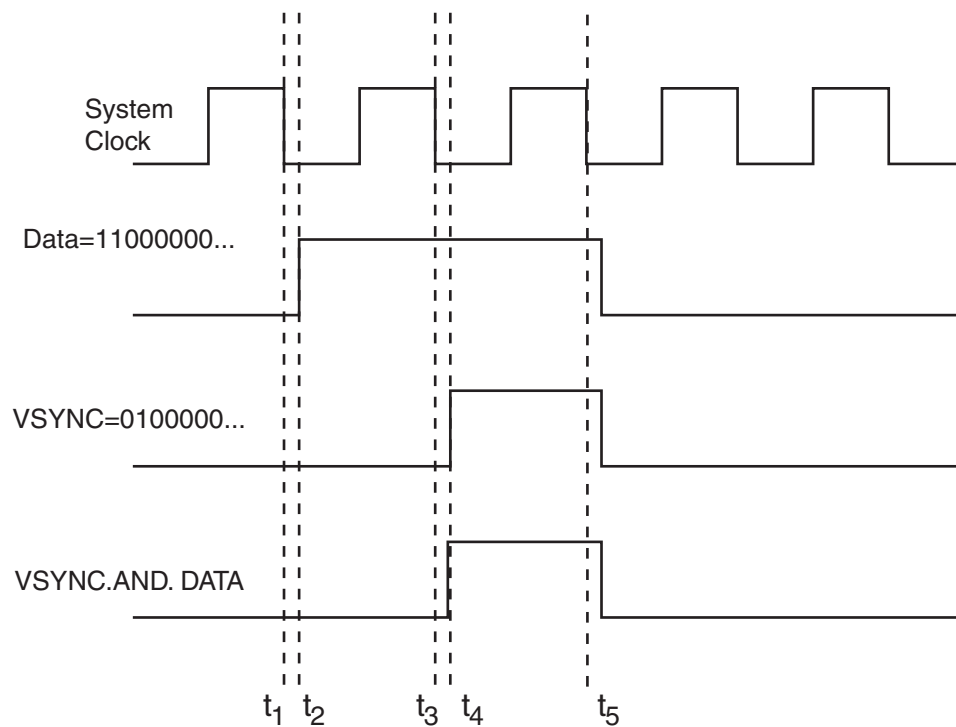 System
Clock
Data=11000000...
VSYNC=0100000...
VSYNC.AND. DATA
t1 t2 t3 t4 t5